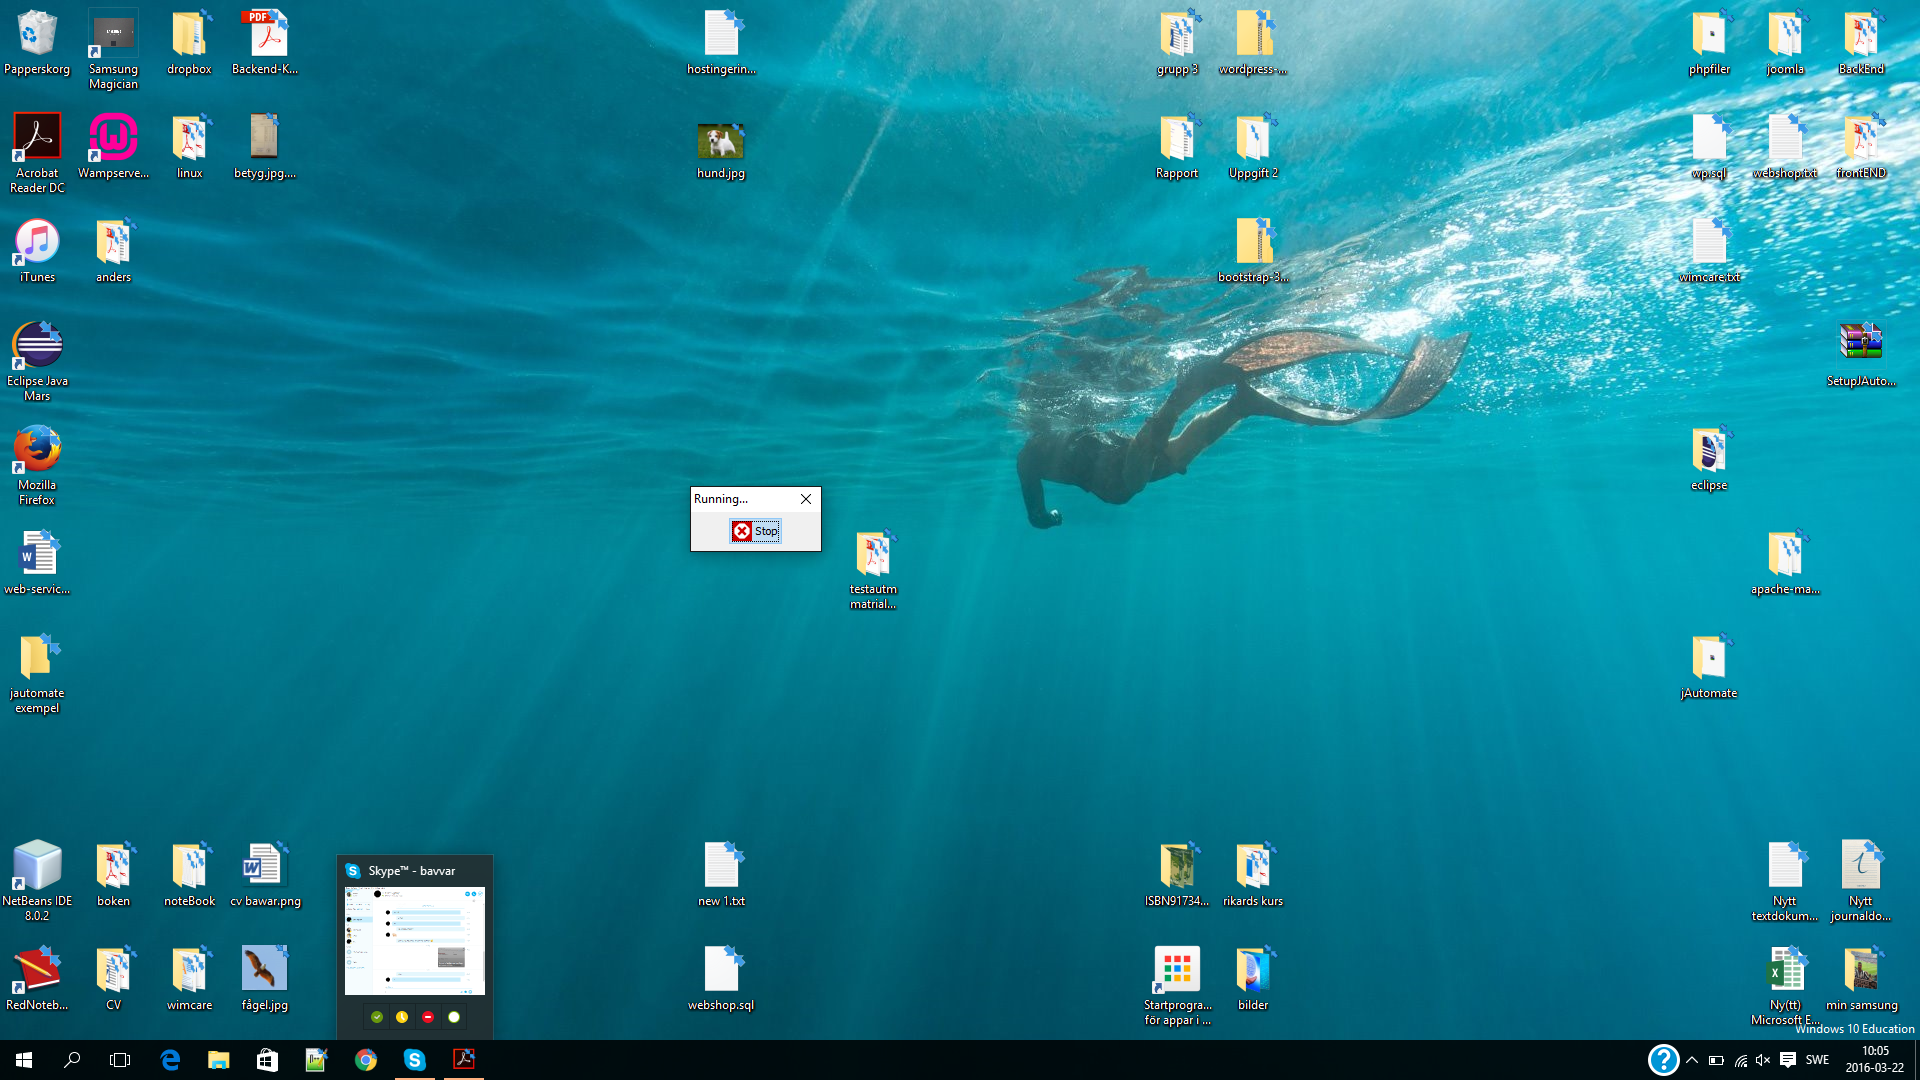 Papperskorg
Samsung
Magician
dropbox
PDF
Backend-K...
hostingerin...
grupp 3
wordpress-...
phpfiler
joomla
BackEnd
Acrobat
Reader DC
Wampserve...
linux
betyg.jpg....
hund.jpg
Rapport
Uppgift 2
wp.sql
webshop.txt
frontEND
iTunes
anders
bootstrap-3...
wimcare.txt
Eclipse Java
Mars
SetupJAuto...
Mozilla
Firefox
eclipse
Running...
Stop
web-servic...
testautm
matrial...
apache-ma...
jautomate
exempel
jAutomate
NetBeans IDE
8.0.2
boken
noteBook
cv bawar.png
Skype™ - bavvar
new 1.txt
ISBN91734...
rikards kurs
Nytt
textdokum...
Nytt
journaldo...
RedNoteb...
CV
wimcare
fågel.jpg
webshop.sql
Startprogra...
för appar i ...
bilder
Ny(tt)
Microsoft E...
min samsung
Windows 10 Education
SWE
10:05
2016-03-22